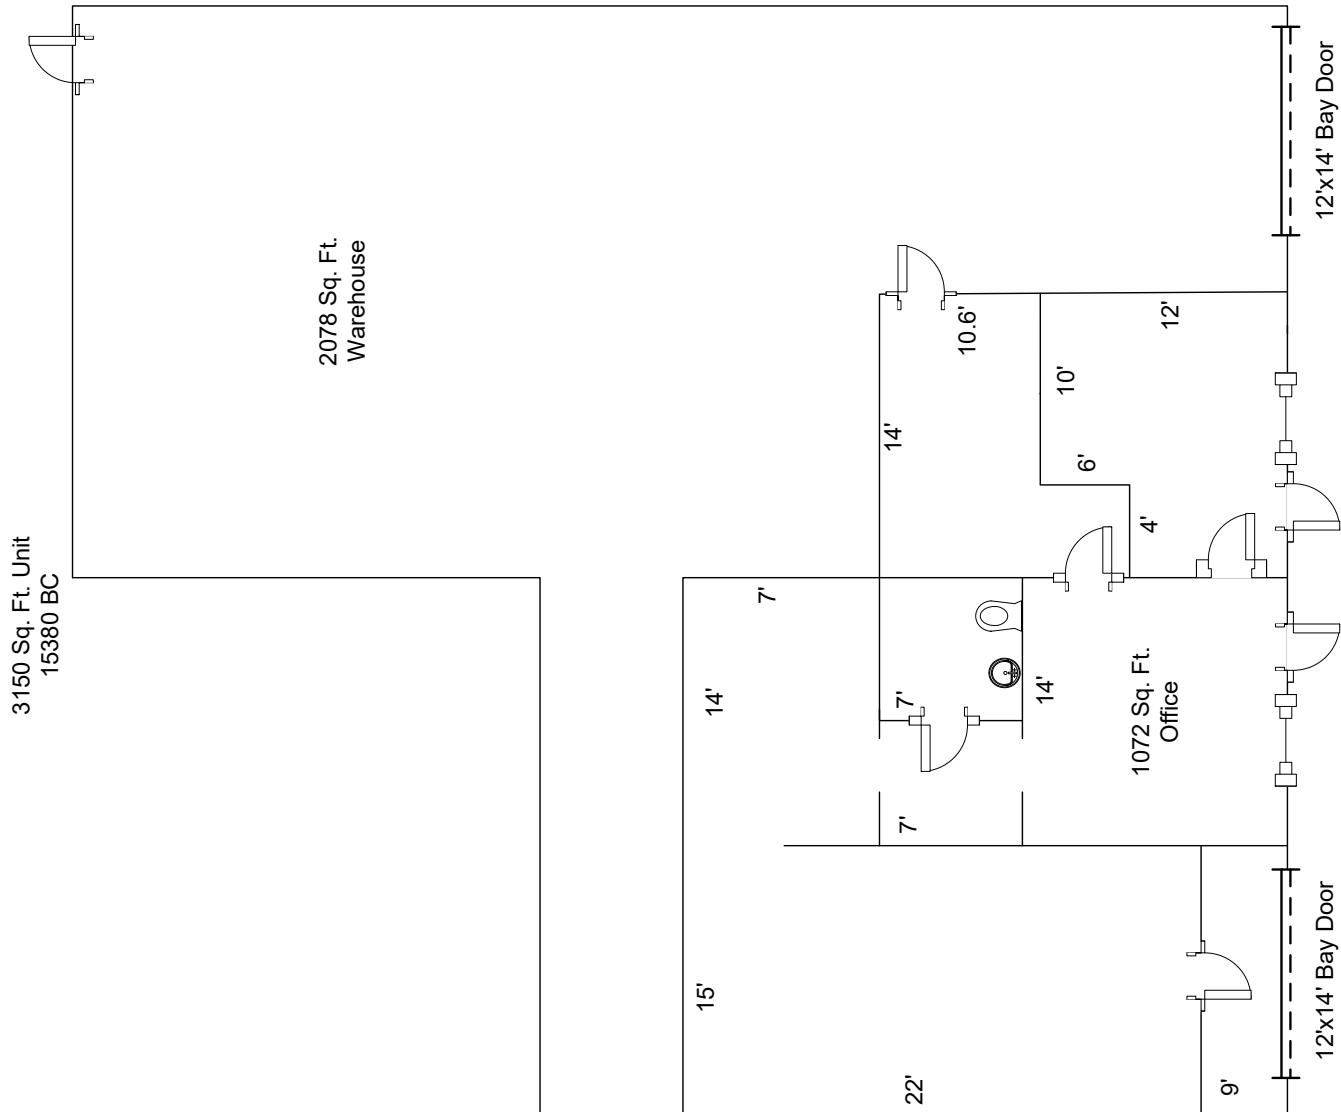 3150 Sq. Ft. Unit
15380 BC
2078 Sq. Ft.
Warehouse
12'x14' Bay Door
14'
10.6'
10'
12'
6'
4'
7'
14'
7'
14'
7'
1072 Sq. Ft.
Office
15'
22'
9'
12'x14' Bay Door